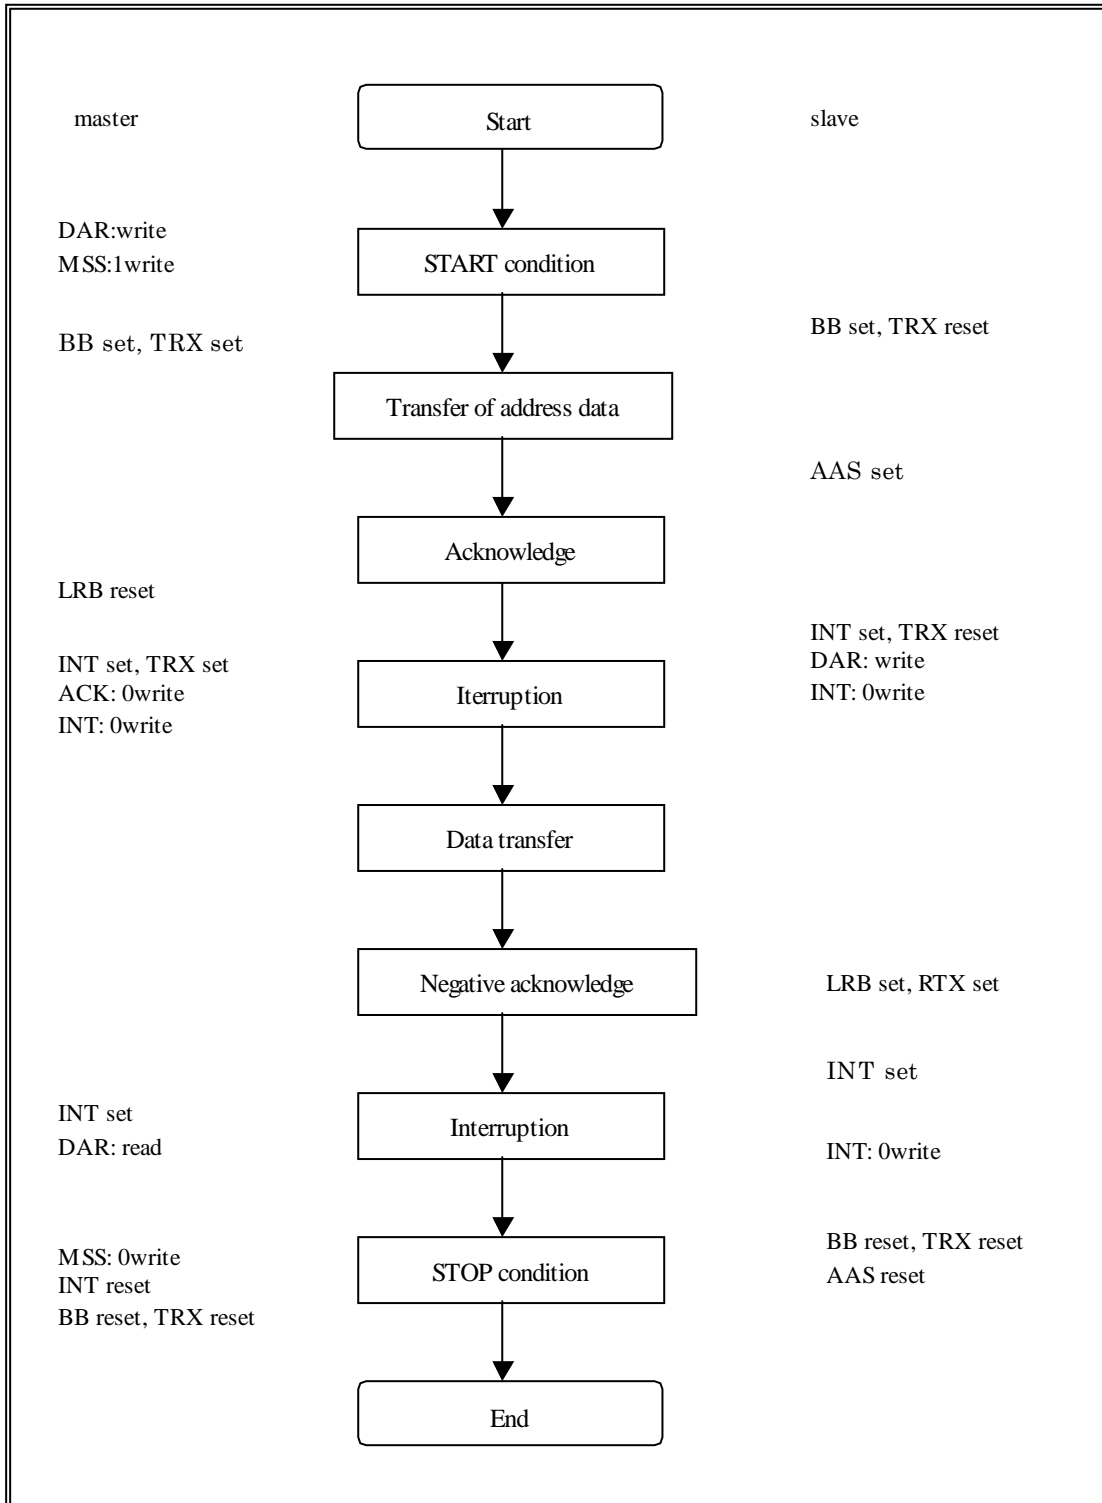 master
Start
slave
DAR:write
MSS:1write
START condition
BB set, TRX set
BB set, TRX reset
Transfer of address data
AAS set
Acknowledge
LRB reset
INT set, TRX set
ACK: 0write
INT: 0write
Iterruption
INT set, TRX reset
DAR: write
INT: 0write
Data transfer
Negative acknowledge
LRB set, RTX set
INT set
INT set
DAR: read
Interruption
INT: 0write
MSS: 0write
INT reset
BB reset, TRX reset
STOP condition
BB reset, TRX reset
AAS reset
End